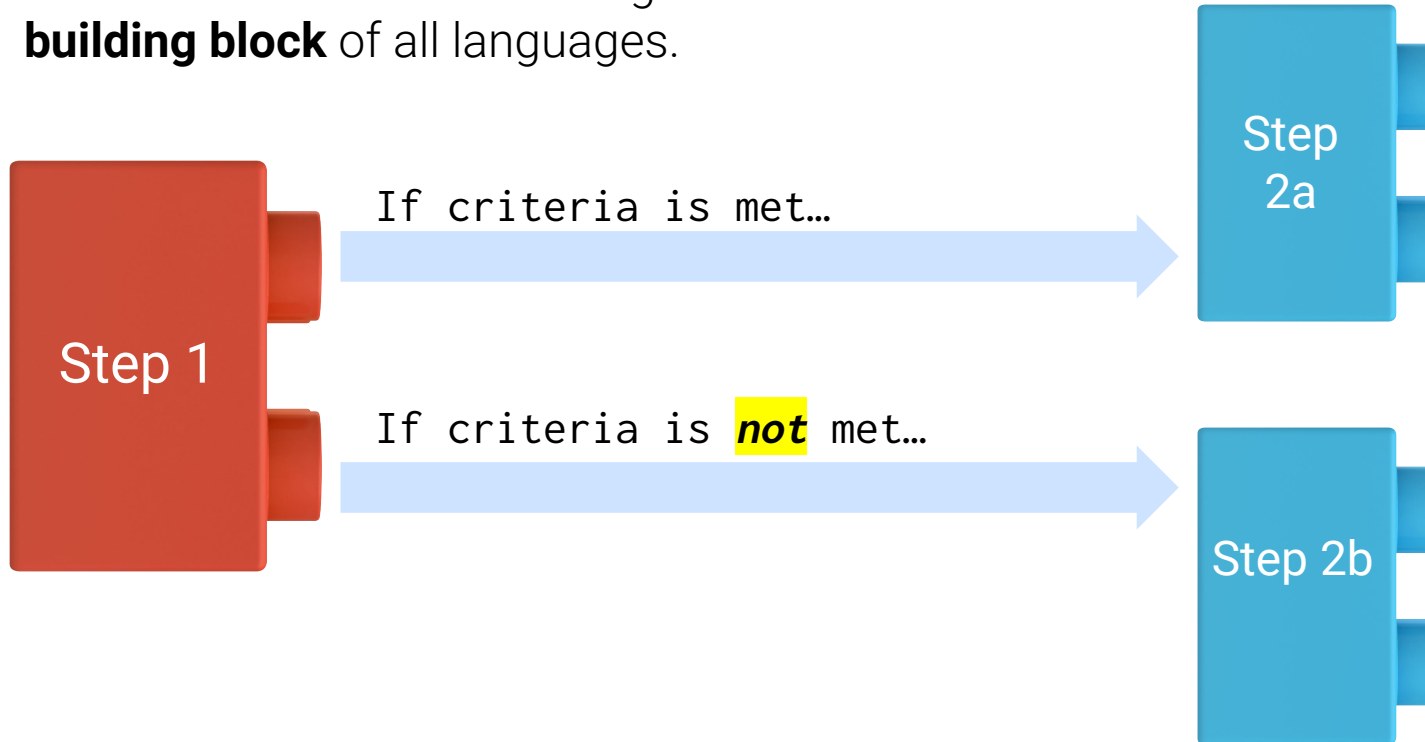 building block of all languages.
Step
2a
If criteria is met…
Step 1
If criteria is not met…
Step 2b